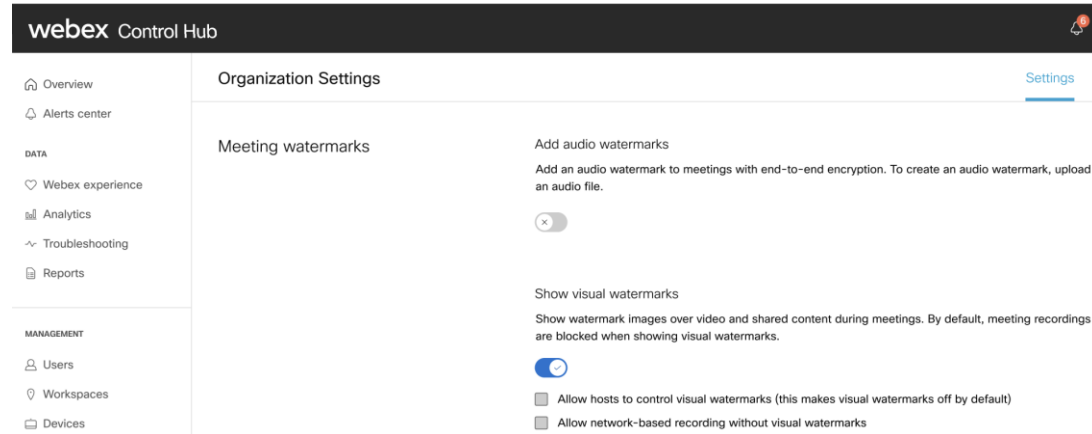 webex Control Hub
6
Overview
Alerts center
DATA
Webex experience
Analytics
Troubleshooting
Reports
MANAGEMENT
Users
Workspaces
Devices
Organization Settings
Settings
Meeting watermarks
Add audio watermarks
Add an audio watermark to meetings with end-to-end encryption. To create an audio watermark, upload
an audio file.
Show visual watermarks
Show watermark images over video and shared content during meetings. By default, meeting recordings
are blocked when showing visual watermarks.
Allow hosts to control visual watermarks (this makes visual watermarks off by default)
Allow network-based recording without visual watermarks